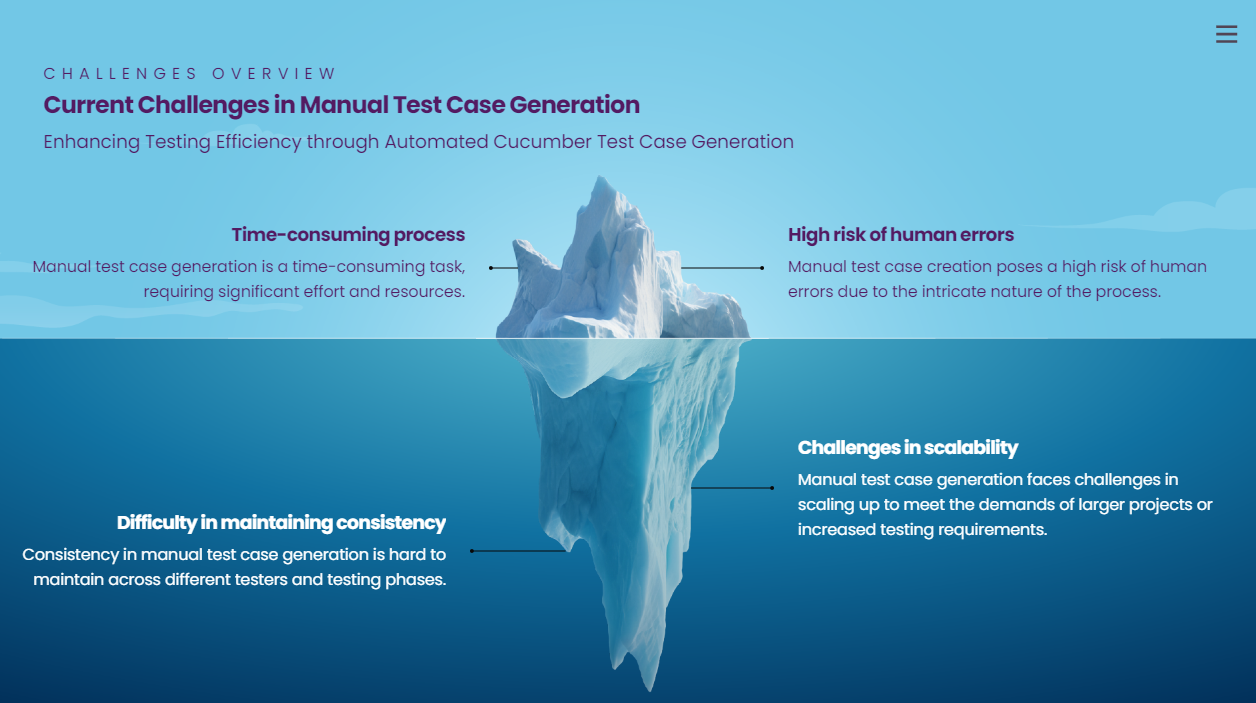 CHALLENGES OVERVIEW
Current Challenges in Manual Test Case Generation
Enhancing Testing Efficiency through Automated Cucumber Test Case Generation
Time-consuming process
Manual test case generation is a time-consuming task,
requiring significant effort and resources.
High risk of human errors
Manual test case creation poses a high risk of human
errors due to the intricate nature of the process.
Challenges in scalability
Manual test case generation faces challenges in
scaling up to meet the demands of larger projects or
increased testing requirements.
Difficulty in maintaining consistency
Consistency in manual test case generation is hard to
maintain across different testers and testing phases.